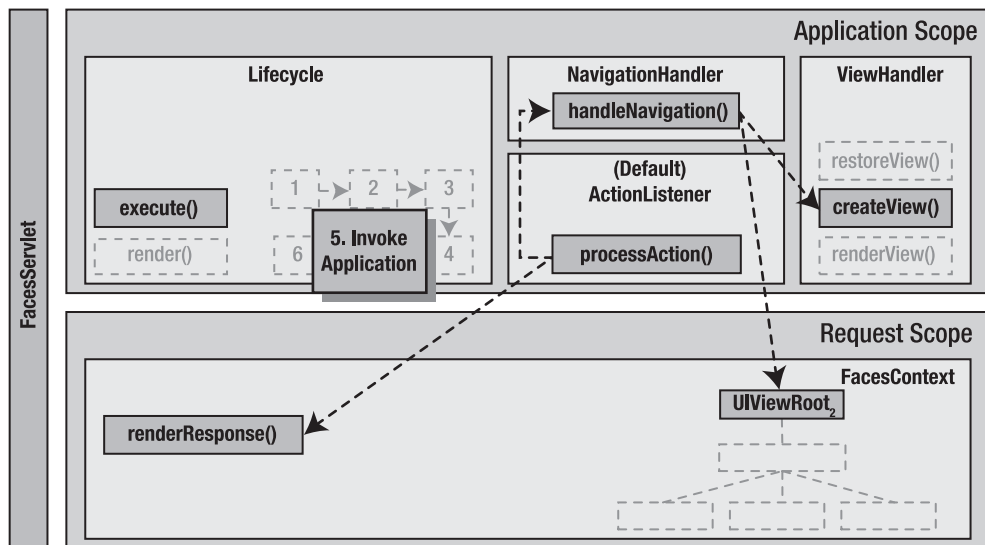 FacesServlet
Application Scope
Lifecycle
execute()
render()
1
2
3
4
5. Invoke
Application
6
NavigationHandler
handleNavigation()
(Default)
ActionListener
processAction()
ViewHandler
restoreView()
createView()
renderView()
Request Scope
FacesContext
renderResponse()
UIViewRoot2